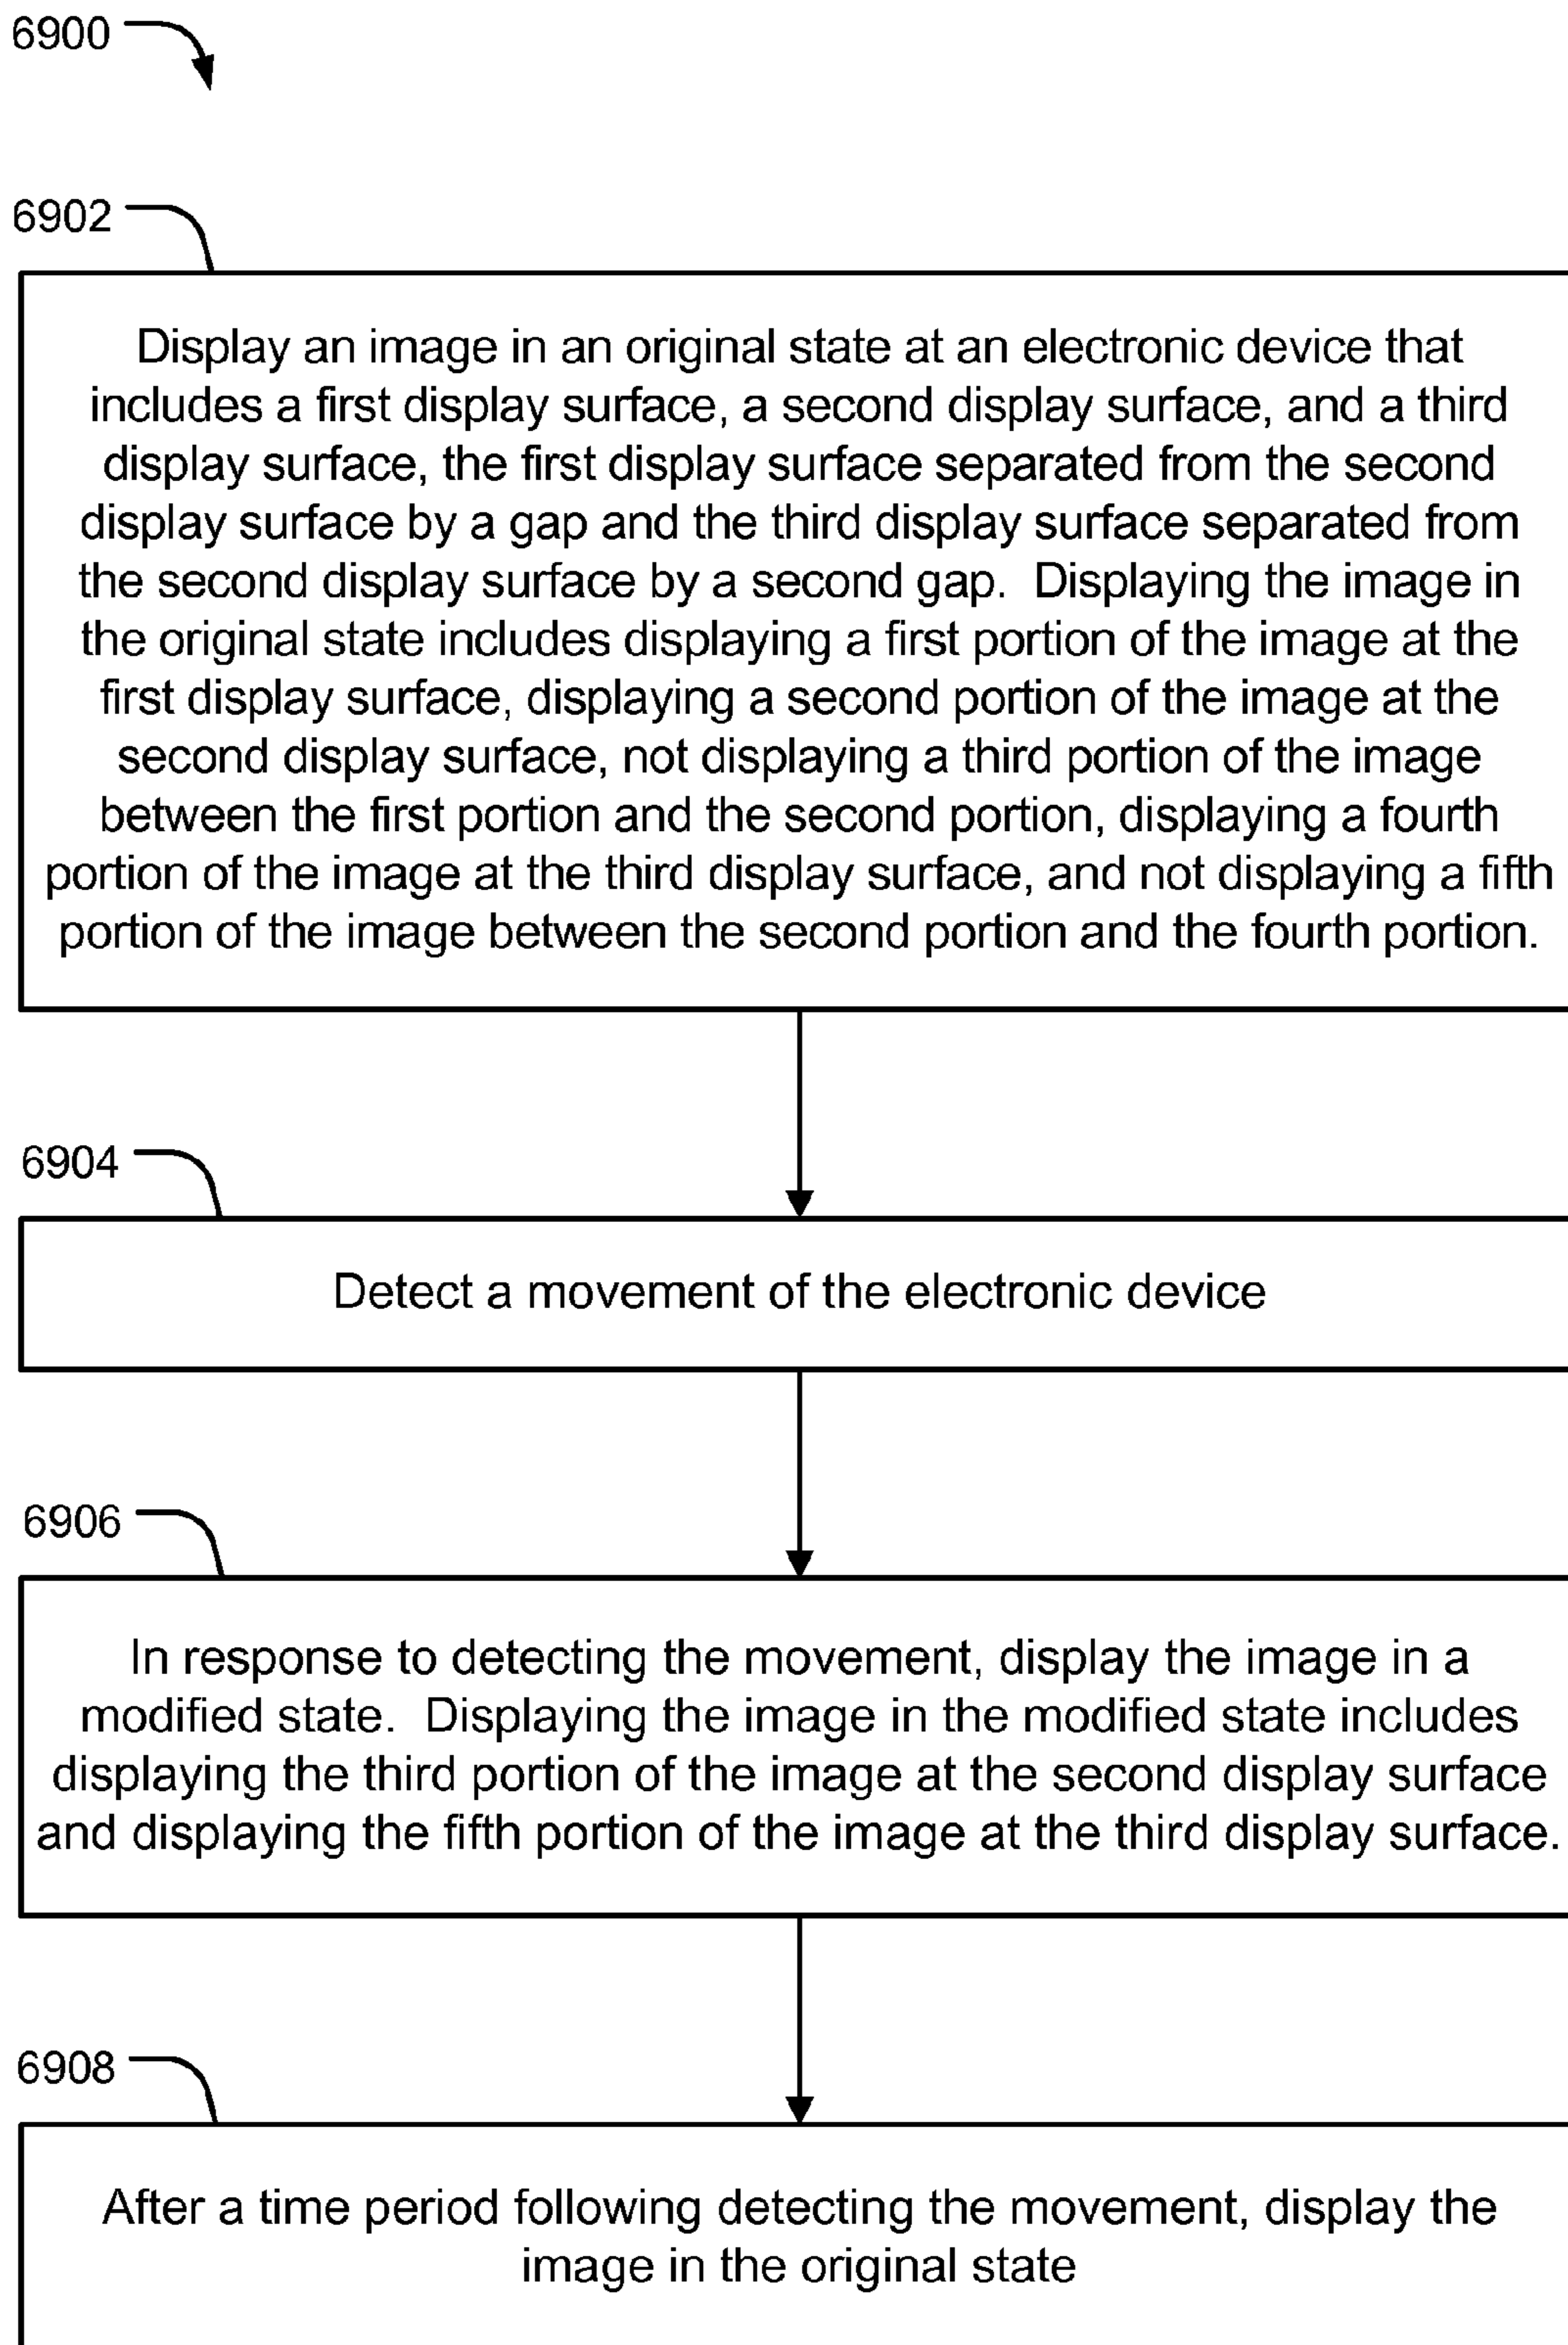 6900
6902
Display an image in an original state at an electronic device that
includes a first display surface, a second display surface, and a third
display surface, the first display surface separated from the second
display surface by a gap and the third display surface separated from
the second display surface by a second gap.  Displaying the image in
the original state includes displaying a first portion of the image at the
first display surface, displaying a second portion of the image at the
second display surface, not displaying a third portion of the image
between the first portion and the second portion, displaying a fourth
portion of the image at the third display surface, and not displaying a fifth
portion of the image between the second portion and the fourth portion.
6904
Detect a movement of the electronic device
6906
In response to detecting the movement, display the image in a
modified state.  Displaying the image in the modified state includes
displaying the third portion of the image at the second display surface
and displaying the fifth portion of the image at the third display surface.
6908
After a time period following detecting the movement, display the
image in the original state